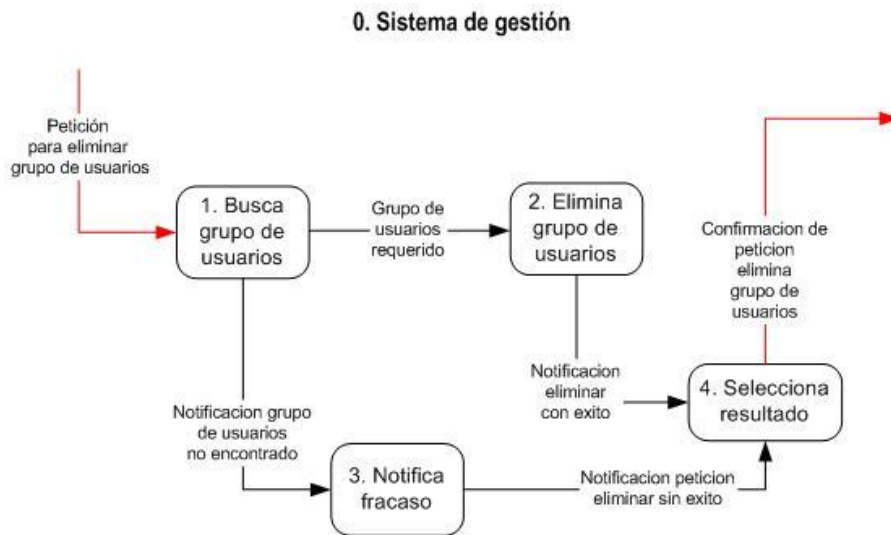 0. Sistema de gestión
Petición
para eliminar
grupo de usuarios
1. Busca
grupo de
usuarios
Grupo de
usuarios
requerido
2. Elimina
grupo de
usuarios
Confirmacion de
peticion
elimina
grupo de
usuarios
Notificacion
eliminar
con exito
4. Selecciona
resultado
Notificacion grupo
de usuarios
no encontrado
3. Notifica
fracaso
Notificacion peticion
eliminar sin exito